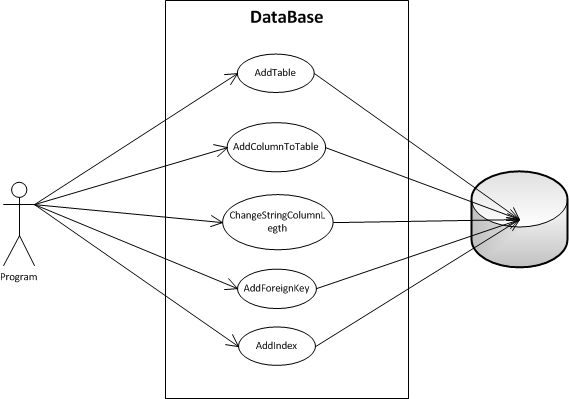 DataBase
AddTable
AddColumnToTable
ChangeStringColumnL
egth
Program
AddForeignKey
AddIndex